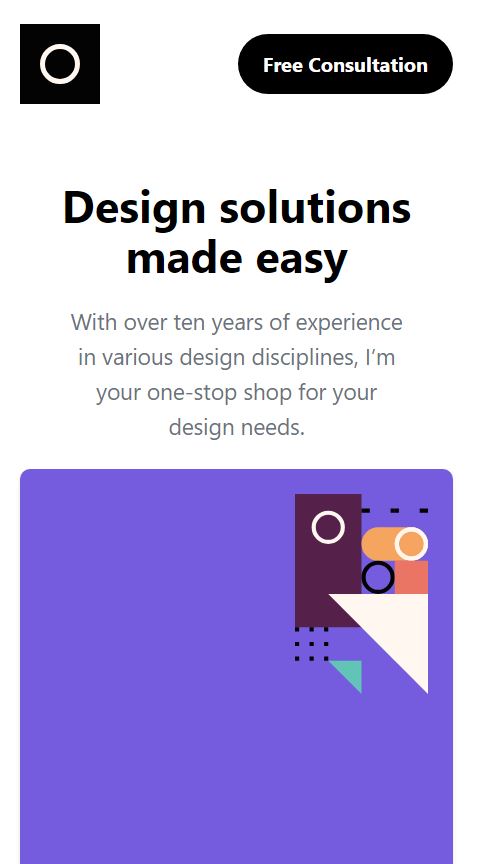 Free Consultation
Design solutions
made easy
With over ten years of experience
in various design disciplines, I’m
your one-stop shop for your
design needs.